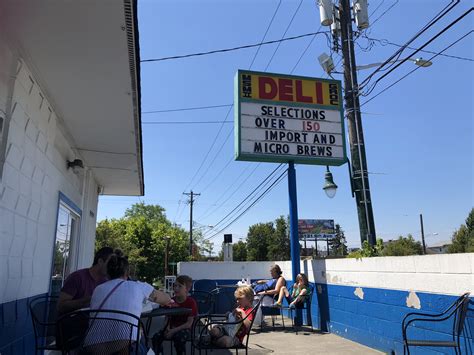 DELI
SELECTIONS
OVER 150
IMPORT AND
MICRO BREWS